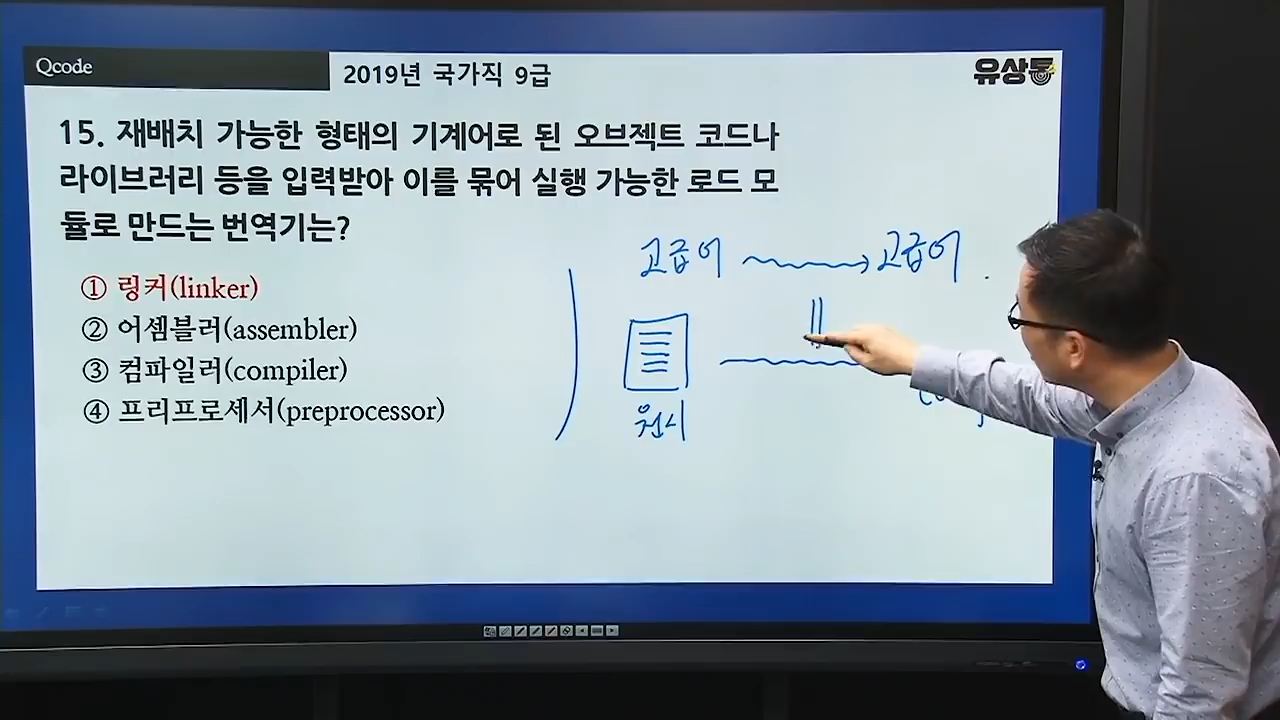 Qcode
2019년 국가직 9급
유상통
15. 재배치 가능한 형태의 기계어로 된 오브젝트 코드나
라이브러리 등을 입력받아 이를 묶어 실행 가능한 로드 모
듈로 만드는 번역기는?
① 링커(linker)
② 어셈블러(assembler)
③ 컴파일러(compiler)
④ 프리프로세서(preprocessor)
고급어 고급어
원시